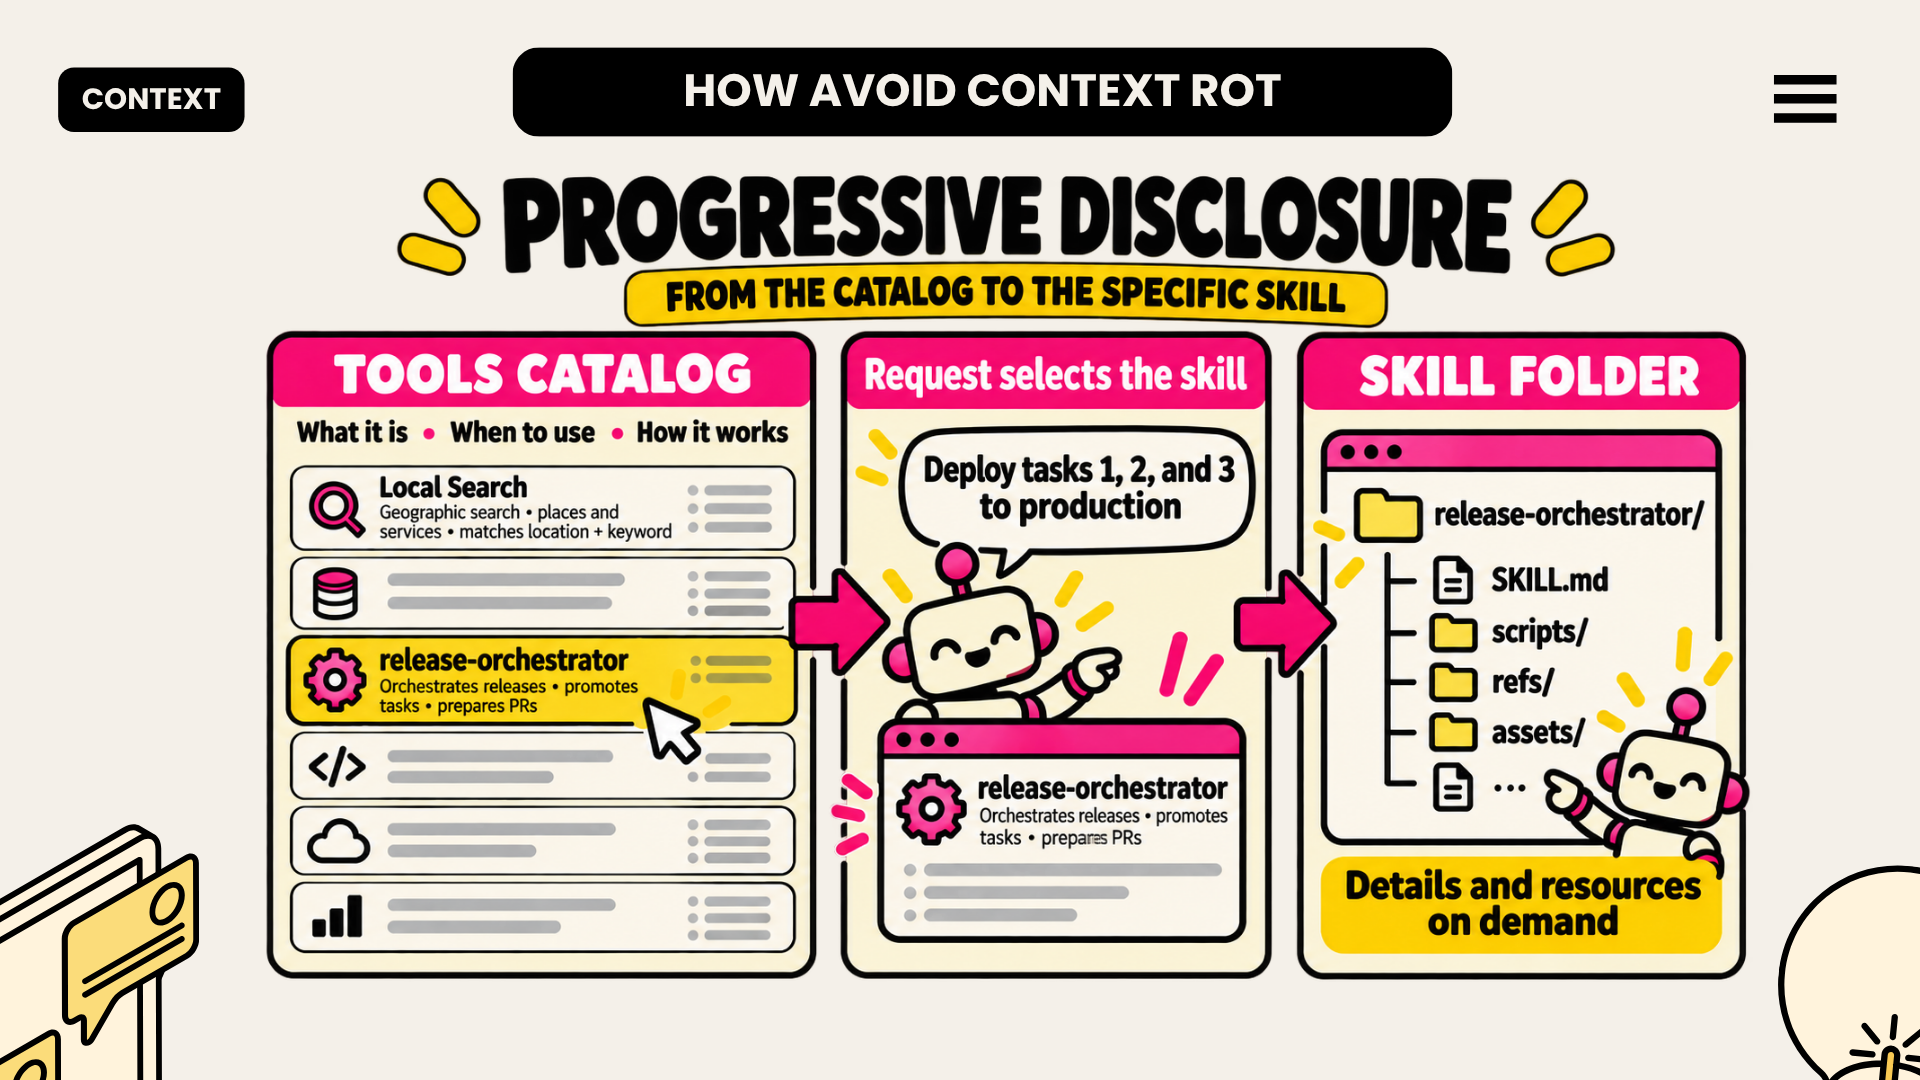 CONTEXT
HOW AVOID CONTEXT ROT
PROGRESSIVE DISCLOSURE
FROM THE CATALOG TO THE SPECIFIC SKILL
TOOLS CATALOG
What it is • When to use • How it works
Local Search
Geographic search • places and
services • matches location + keyword
release-orchestrator
Orchestrates releases • promotes
tasks • prepares PRs
</>
Request selects the skill
Deploy tasks 1, 2, and 3
to production
release-orchestrator
Orchestrates releases • promotes
tasks • prepares PRs
SKILL FOLDER
release-orchestrator/
SKILL.md
scripts/
refs/
assets/
...
Details and resources
on demand